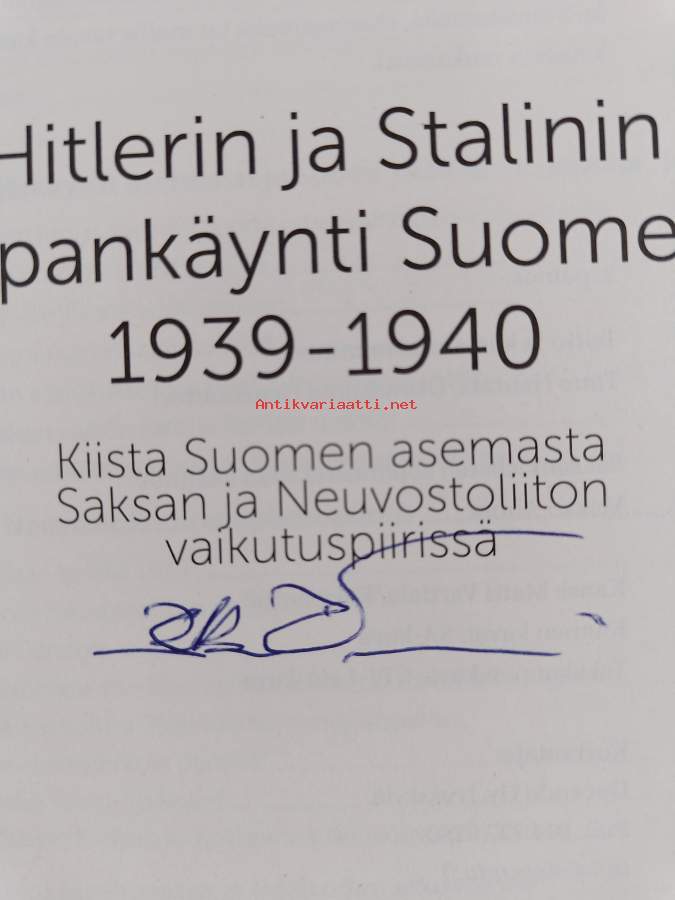 Hitlerin ja Stalinin
pankäynti Suome
1939–1940
Antikvariaatti.net
Kiista Suomen asemasta
Saksan ja Neuvostoliiton
vaikutuspiirissä